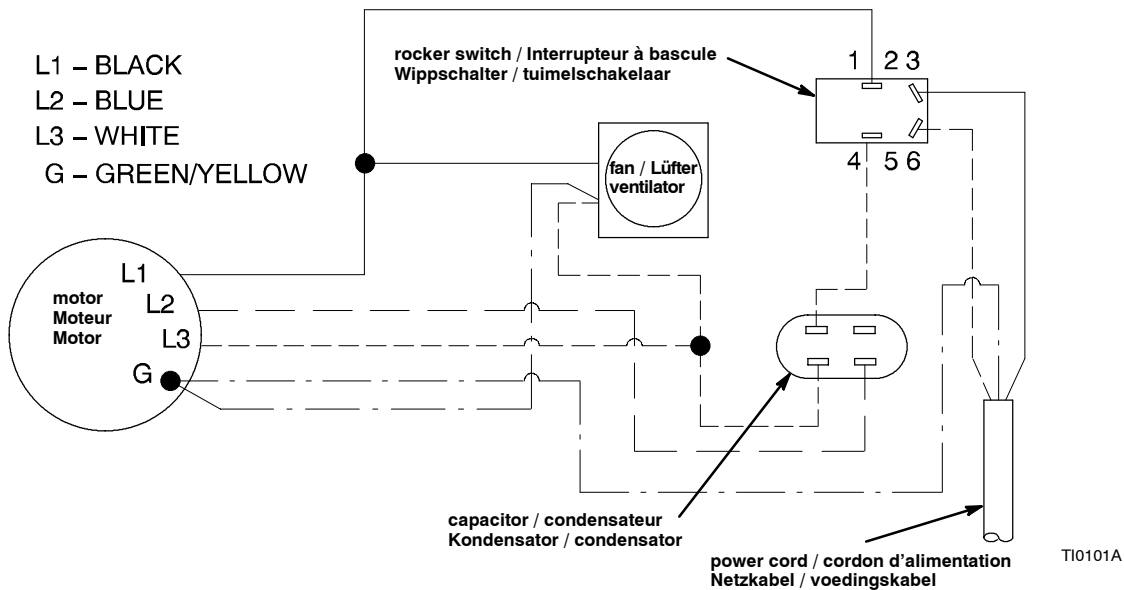 L1 – BLACK
L2 – BLUE
L3 – WHITE
G – GREEN/YELLOW
rocker switch / Interrupteur à bascule
Wippschalter / tuimelschakelaar
1 2 3
4 5 6
fan / Lüfter
ventilator
L1
L2
L3
G
motor
Moteur
Motor
capacitor / condensateur
Kondensator / condensator
power cord / cordon d'alimentation
Netzkabel / voedingskabel
TI0101A